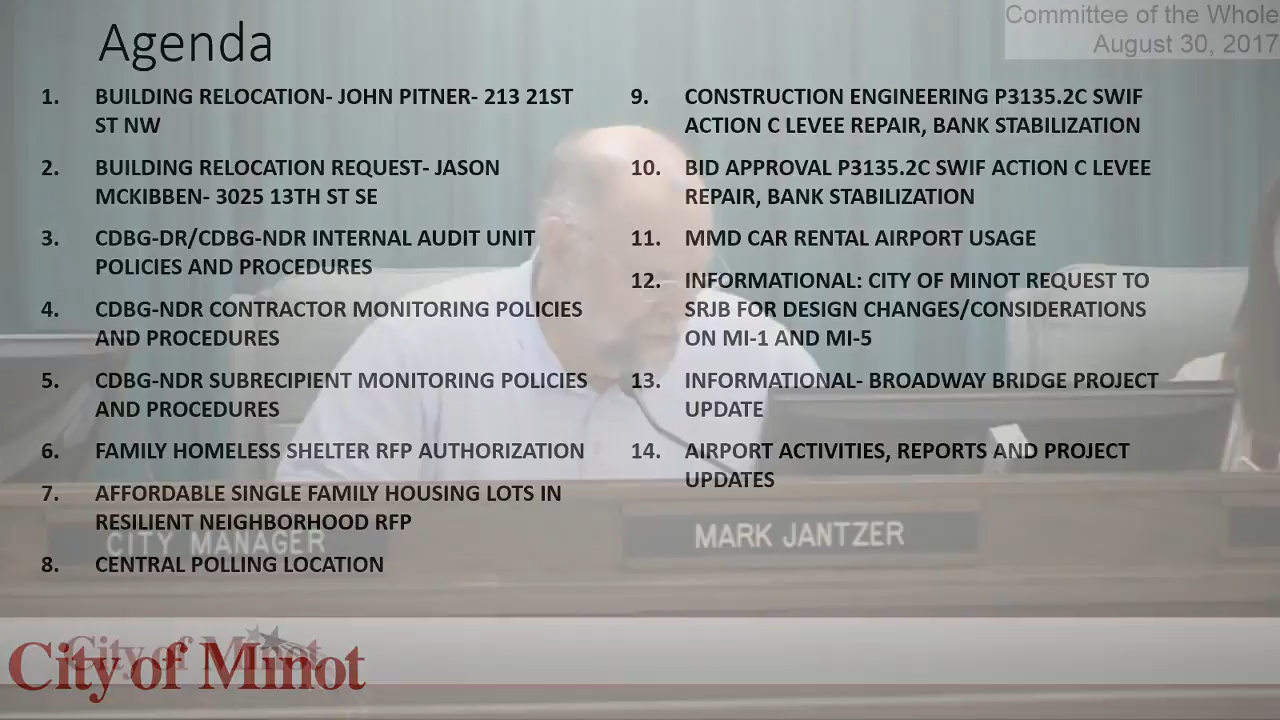 Committee of the Whole
August 30, 2017
Agenda
1. BUILDING RELOCATION- JOHN PITNER- 213 21ST
ST NW
2. BUILDING RELOCATION REQUEST- JASON
MCKIBBEN- 3025 13TH ST SE
3. CDBG-DR/CDBG-NDR INTERNAL AUDIT UNIT
POLICIES AND PROCEDURES
4. CDBG-NDR CONTRACTOR MONITORING POLICIES
AND PROCEDURES
5. CDBG-NDR SUBRECIPIENT MONITORING POLICIES
AND PROCEDURES
6. FAMILY HOMELESS SHELTER RFP AUTHORIZATION
7. AFFORDABLE SINGLE FAMILY HOUSING LOTS IN
RESILIENT NEIGHBORHOOD RFP
8. CENTRAL POLLING LOCATION
9. CONSTRUCTION ENGINEERING P3135.2C SWIF
ACTION C LEVEE REPAIR, BANK STABILIZATION
10. BID APPROVAL P3135.2C SWIF ACTION C LEVEE
REPAIR, BANK STABILIZATION
11. MMD CAR RENTAL AIRPORT USAGE
12. INFORMATIONAL: CITY OF MINOT REQUEST TO
SRJB FOR DESIGN CHANGES/CONSIDERATIONS
ON MI-1 AND MI-5
13. INFORMATIONAL- BROADWAY BRIDGE PROJECT
UPDATE
14. AIRPORT ACTIVITIES, REPORTS AND PROJECT
UPDATES
CITY MANAGER
MARK JANTZER
City of Minot
City of Minot